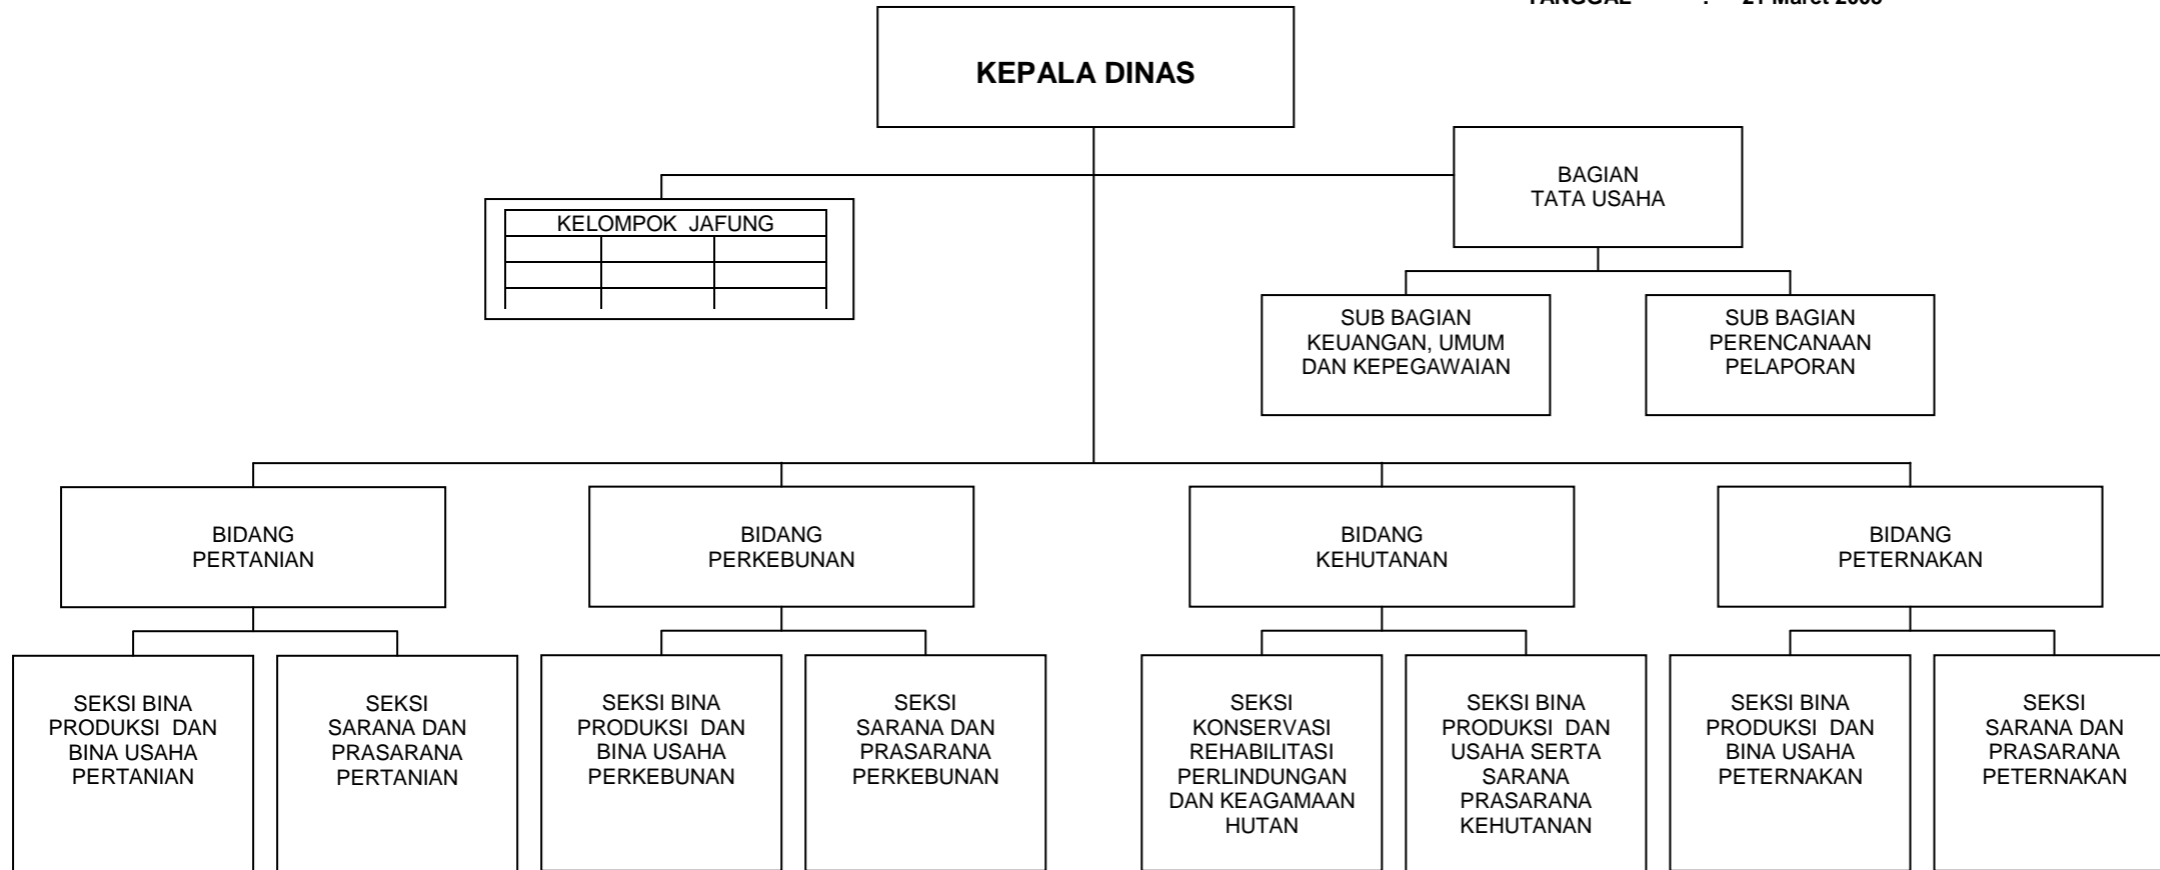 KEPALA DINAS
BAGIAN
TATA USAHA
KELOMPOK JAFUNG
SUB BAGIAN
KEUANGAN, UMUM
DAN KEPEGAWAIAN
SUB BAGIAN
PERENCANAAN
PELAPORAN
BIDANG
PERTANIAN
BIDANG
PERKEBUNAN
BIDANG
KEHUTANAN
BIDANG
PETERNAKAN
SEKSI BINA
PRODUKSI DAN
BINA USAHA
PERTANIAN
SEKSI
SARANA DAN
PRASARANA
PERTANIAN
SEKSI BINA
PRODUKSI DAN
BINA USAHA
PERKEBUNAN
SEKSI
SARANA DAN
PRASARANA
PERKEBUNAN
SEKSI
KONSERVASI
REHABILITASI
PERLINDUNGAN
DAN KEAGAMAAN
HUTAN
SEKSI BINA
PRODUKSI DAN
USAHA SERTA
SARANA
PRASARANA
KEHUTANAN
SEKSI BINA
PRODUKSI DAN
BINA USAHA
PETERNAKAN
SEKSI
SARANA DAN
PRASARANA
PETERNAKAN